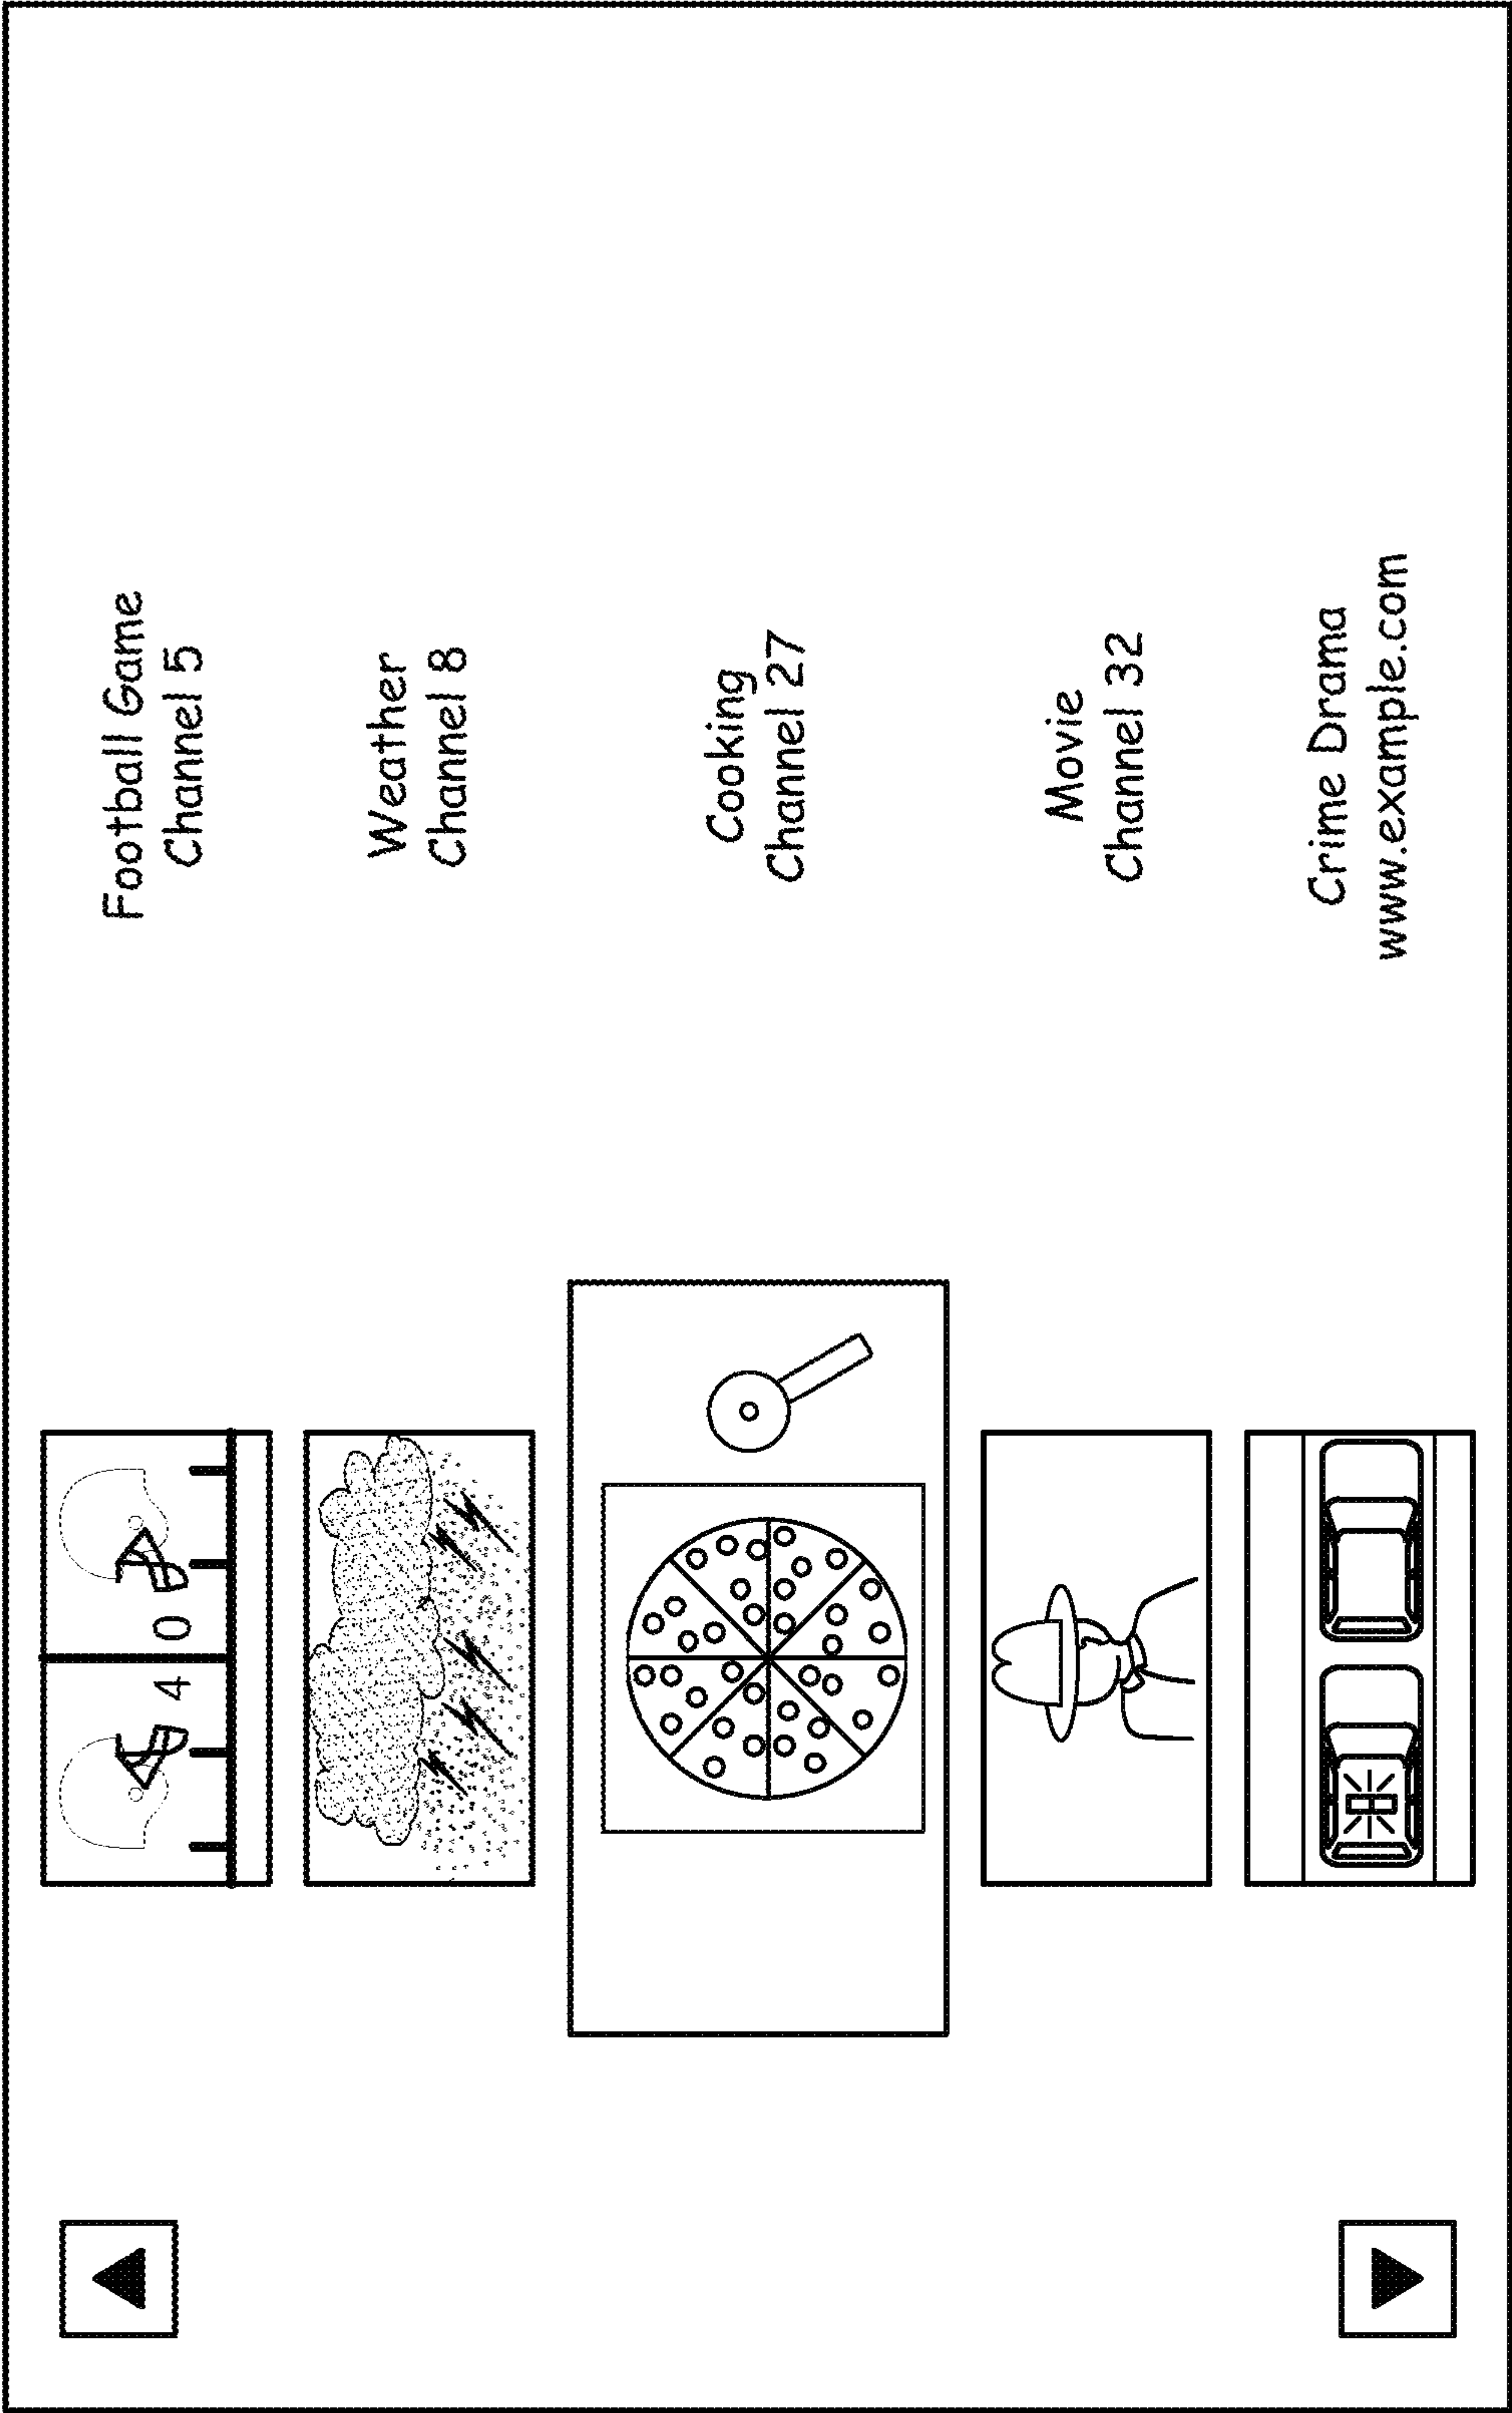 4 0
Football Game
Channel 5
Weather
Channel 8
Cooking
Channel 27
Movie
Channel 32
Crime Drama
www.example.com